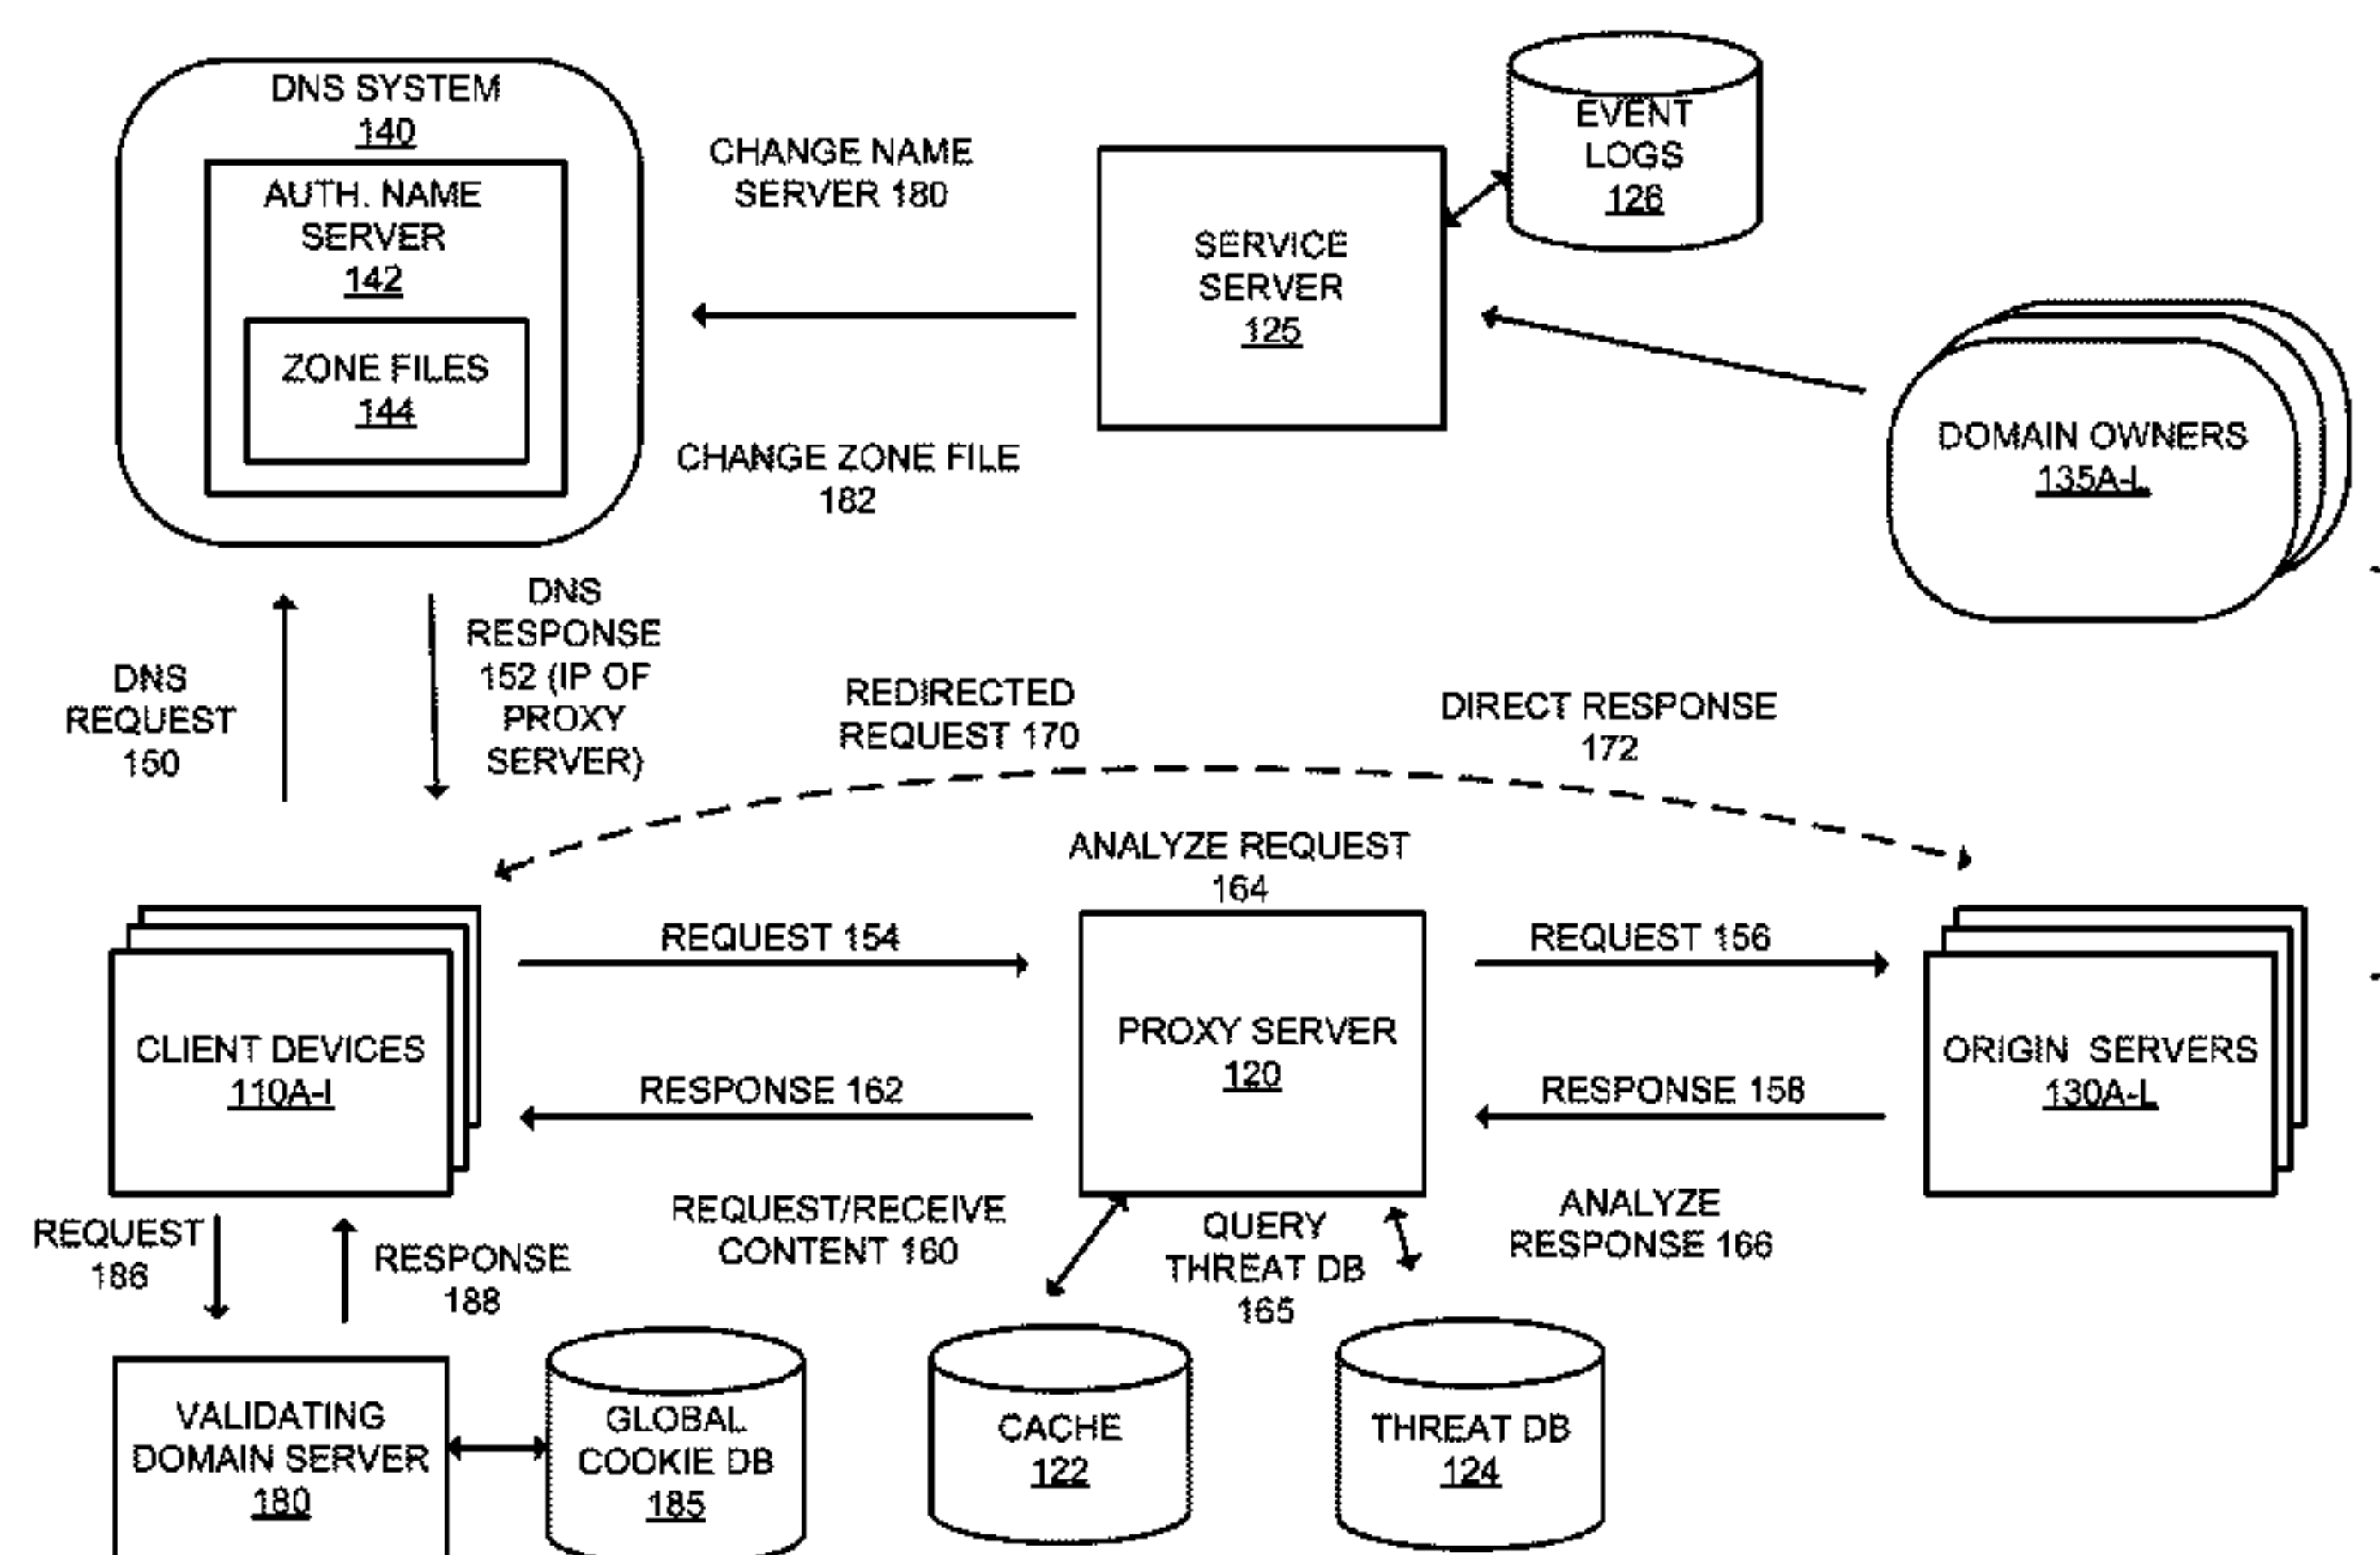 DNS SYSTEM
140
AUTH. NAME
SERVER
142
ZONE FILES
144
CHANGE NAME
SERVER 180
CHANGE ZONE FILE
182
SERVICE
SERVER
125
EVENT
LOGS
126
DOMAIN OWNERS
135A-L
DNS
REQUEST
150
DNS
RESPONSE
152 (IP OF
PROXY
SERVER)
REDIRECTED
REQUEST 170
DIRECT RESPONSE
172
ANALYZE REQUEST
164
CLIENT DEVICES
110A-I
REQUEST 154
RESPONSE 162
PROXY SERVER
120
REQUEST 156
RESPONSE 158
ORIGIN SERVERS
130A-L
REQUEST
186
RESPONSE
188
REQUEST/RECEIVE
CONTENT 160
QUERY
THREAT DB
165
ANALYZE
RESPONSE 166
VALIDATING
DOMAIN SERVER
180
GLOBAL
COOKIE DB
185
CACHE
122
THREAT DB
124